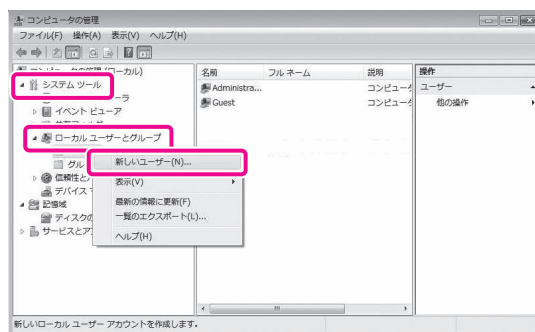 コンピュータの管理
ファイル(F) 操作(A) 表示(V) ヘルプ(H)
(ローカル)
システム ツール
イベント ビューア
ローカル ユーザーとグループ
グル
信頼性と
デバイス
記憶域
ディスクの
サービスとア
名前 フル ネーム 説明
Administra... コンピュータ
Guest コンピュータ
操作
ユーザー
他の操作
新しいユーザー(N)...
表示(V)
最新の情報に更新(F)
一覧のエクスポート(L)...
ヘルプ(H)
新しいローカル ユーザー アカウントを作成します。